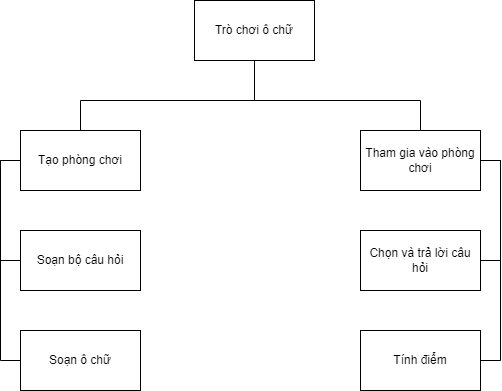 Trò chơi ô chữ
Tạo phòng chơi
Tham gia vào phòng
chơi
Soạn bộ câu hỏi
Chọn và trả lời câu
hỏi
Soạn ô chữ
Tính điểm